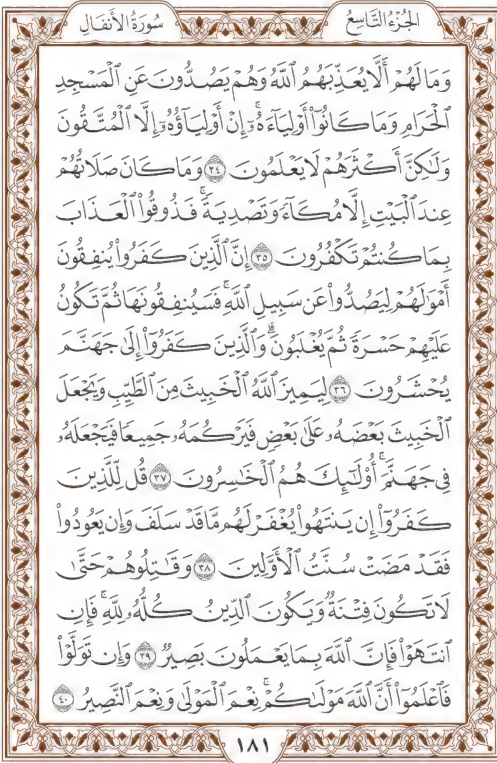 الجُزْءُ التَّاسِعُ سُورَةُ الأَنفَالِ
وَمَا لَهُمْ أَلَّا يُعَذِّبَهُمُ ٱللَّهُ وَهُمْ يَصُدُّونَ عَنِ ٱلْمَسْجِدِ
ٱلْحَرَامِ وَمَا كَانُوٓا۟ أَوْلِيَآءَهُۥٓ ۚ إِنْ أَوْلِيَآؤُهُۥٓ إِلَّا ٱلْمُتَّقُونَ
وَلَـٰكِنَّ أَكْثَرَهُمْ لَا يَعْلَمُونَ ٣٤ وَمَا كَانَ صَلَاتُهُمْ
عِندَ ٱلْبَيْتِ إِلَّا مُكَآءً وَتَصْدِيَةً ۚ فَذُوقُوا۟ ٱلْعَذَابَ
بِمَا كُنتُمْ تَكْفُرُونَ ٣٥ إِنَّ ٱلَّذِينَ كَفَرُوا۟ يُنفِقُونَ
أَمْوَٰلَهُمْ لِيَصُدُّوا۟ عَن سَبِيلِ ٱللَّهِ ۚ فَسَيُنفِقُونَهَا ثُمَّ تَكُونُ
عَلَيْهِمْ حَسْرَةً ثُمَّ يُغْلَبُونَ ۗ وَٱلَّذِينَ كَفَرُوٓا۟ إِلَىٰ جَهَنَّمَ
يُحْشَرُونَ ٣٦ لِيَمِيزَ ٱللَّهُ ٱلْخَبِيثَ مِنَ ٱلطَّيِّبِ وَيَجْعَلَ
ٱلْخَبِيثَ بَعْضَهُۥ عَلَىٰ بَعْضٍ فَيَرْكُمَهُۥ جَمِيعًا فَيَجْعَلَهُۥ
فِى جَهَنَّمَ ۚ أُو۟لَـٰٓئِكَ هُمُ ٱلْخَـٰسِرُونَ ٣٧ قُل لِّلَّذِينَ
كَفَرُوٓا۟ إِن يَنتَهُوا۟ يُغْفَرْ لَهُم مَّا قَدْ سَلَفَ وَإِن يَعُودُوا۟
فَقَدْ مَضَتْ سُنَّتُ ٱلْأَوَّلِينَ ٣٨ وَقَـٰتِلُوهُمْ حَتَّىٰ
لَا تَكُونَ فِتْنَةٌ وَيَكُونَ ٱلدِّينُ كُلُّهُۥ لِلَّهِ ۚ فَإِنِ
ٱنتَهَوْا۟ فَإِنَّ ٱللَّهَ بِمَا يَعْمَلُونَ بَصِيرٌ ٣٩ وَإِن تَوَلَّوْا۟
فَٱعْلَمُوٓا۟ أَنَّ ٱللَّهَ مَوْلَىٰكُمْ ۚ نِعْمَ ٱلْمَوْلَىٰ وَنِعْمَ ٱلنَّصِيرُ ٤٠
١٨١